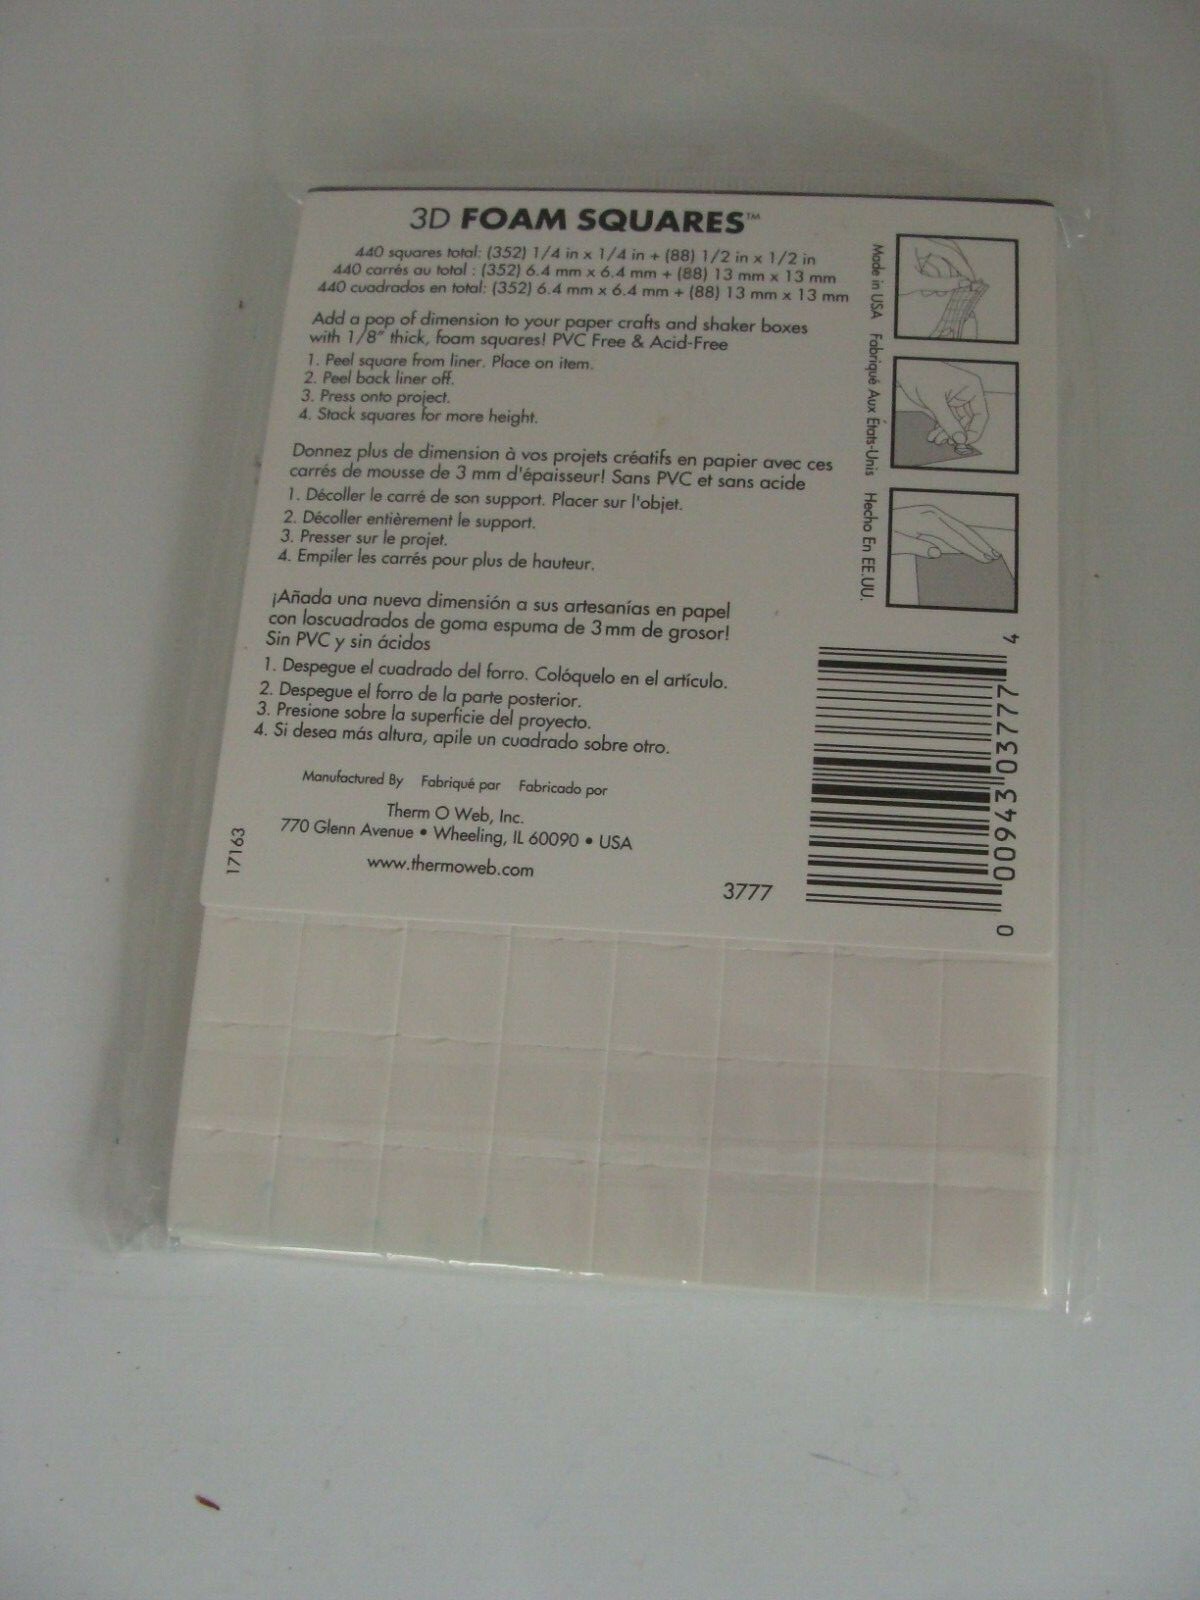 3D FOAM SQUARES™
440 squares total: (352) 1/4 in x 1/4 in + (88) 1/2 in x 1/2 in
440 carrés au total : (352) 6.4 mm x 6.4 mm + (88) 13 mm x 13 mm
440 cuadrados en total: (352) 6.4 mm x 6.4 mm + (88) 13 mm x 13 mm
Add a pop of dimension to your paper crafts and shaker boxes
with 1/8" thick, foam squares! PVC Free & Acid-Free
1. Peel square from liner. Place on item.
2. Peel back liner off.
3. Press onto project.
4. Stack squares for more height.
Donnez plus de dimension à vos projets créatifs en papier avec ces
carrés de mousse de 3 mm d'épaisseur! Sans PVC et sans acide
1. Décoller le carré de son support. Placer sur l'objet.
2. Décoller entièrement le support.
3. Presser sur le projet.
4. Empiler les carrés pour plus de hauteur.
¡Añada una nueva dimensión a sus artesanías en papel
con loscuadrados de goma espuma de 3 mm de grosor!
Sin PVC y sin ácidos
1. Despegue el cuadrado del forro. Colóquelo en el artículo.
2. Despegue el forro de la parte posterior.
3. Presione sobre la superficie del proyecto.
4. Si desea más altura, apile un cuadrado sobre otro.
Manufactured By Fabriqué par Fabricado por
Therm O Web, Inc.
770 Glenn Avenue • Wheeling, IL 60090 • USA
www.thermoweb.com
17163
3777
Made in USA Fabriqué Aux États-Unis Hecho En EE.UU.
0 00943 03777 4